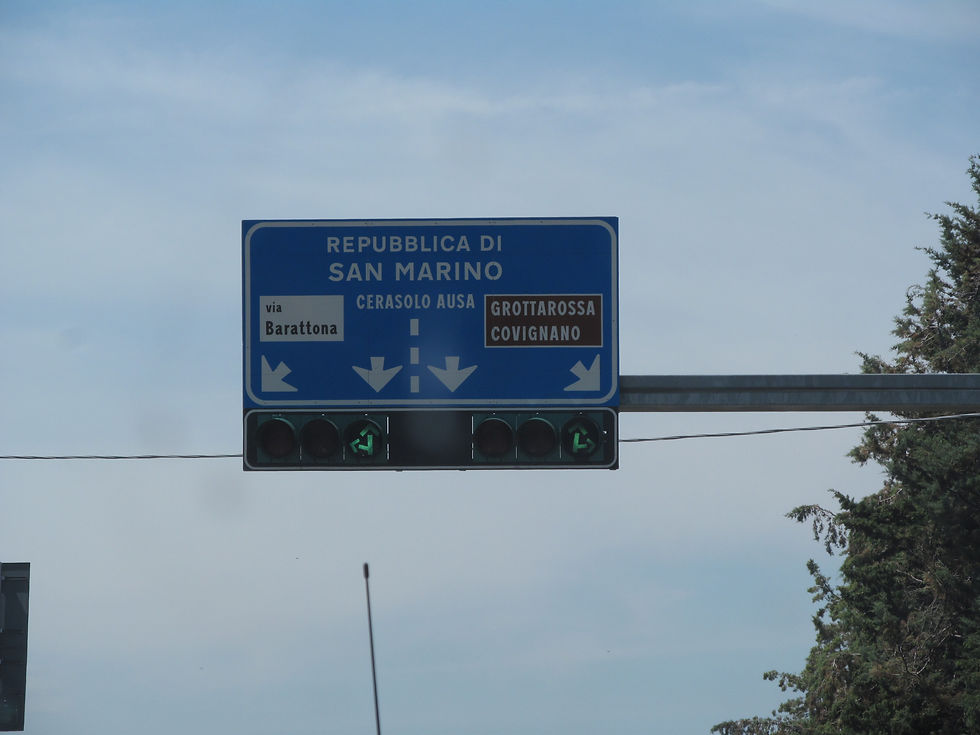 REPUBBLICA DI
SAN MARINO
CERASOLO AUSA
via
Barattona
GROTTAROSSA
COVIGNANO